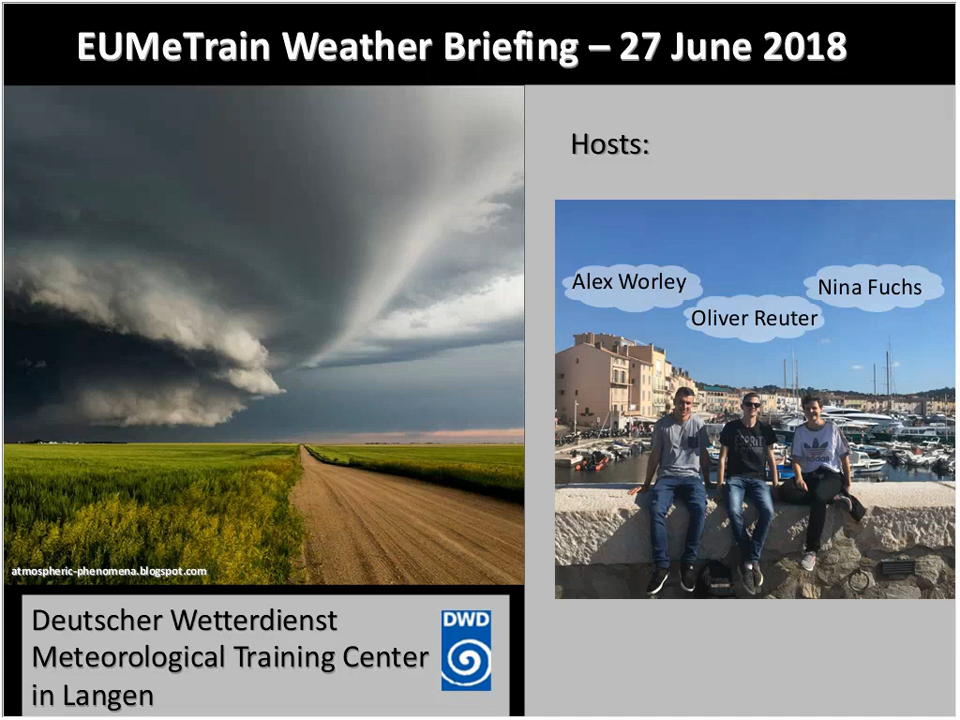 EUMeTrain Weather Briefing – 27 June 2018
Hosts:
Alex Worley
Nina Fuchs
Oliver Reuter
adidas
atmospheric-phenomena.blogspot.com
Deutscher Wetterdienst
Meteorological Training Center
in Langen
DWD